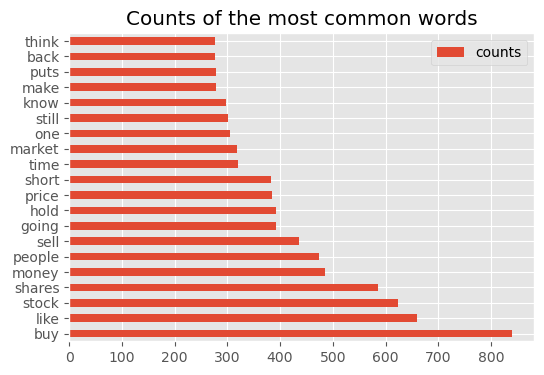 Counts of the most common words
counts
think
back
puts
make
know
still
one
market
time
short
price
hold
going
sell
people
money
shares
stock
like
buy
0 100 200 300 400 500 600 700 800